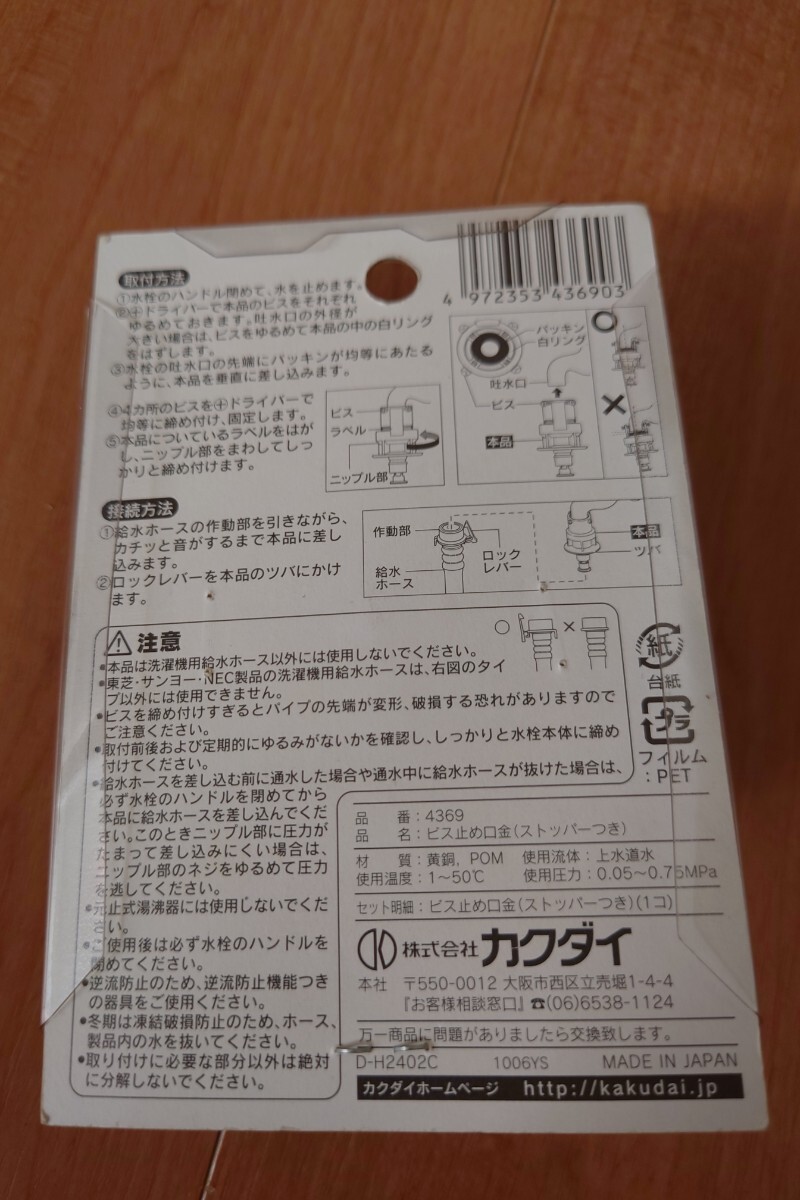 取付方法
①水栓のハンドル閉めて、水を止めます。
②⊕ドライバーで本品のビスをそれぞれ
ゆるめておきます。吐水口の外径が
大きい場合は、ビスをゆるめて本品の中の白リング
をはずします。
③水栓の吐水口の先端にパッキンが均等にあたる
ように、本品を垂直に差し込みます。
④4カ所のビスを⊕ドライバーで
均等に締め付け、固定します。
⑤本品についているラベルをはが
し、ニップル部をまわしてしっ
かりと締め付けます。
ビス
ラベル
ニップル部
4 972353 436903
パッキン
白リング
吐水口
ビス
本品
接続方法
①給水ホースの作動部を引きながら、
カチッと音がするまで本品に差し
込みます。
②ロックレバーを本品のツバにかけ
ます。
作動部
ロック
レバー
給水
ホース
本品
ツバ
注意
•本品は洗濯機用給水ホース以外には使用しないでください。
•東芝・サンヨー・NEC製品の洗濯機用給水ホースは、右図のタイ
プ以外には使用できません。
•ビスを締め付けすぎるとパイプの先端が変形、破損する恐れがありますので
ご注意ください。
•取付前後および定期的にゆるみがないかを確認し、しっかりと水栓本体に締め
付けてください。
•給水ホースを差し込む前に通水した場合や通水中に給水ホースが抜けた場合は、
必ず水栓のハンドルを閉めてから
本品に給水ホースを差し込んでくだ
さい。このときニップル部に圧力が
たまって差し込みにくい場合は、
ニップル部のネジをゆるめて圧力
を逃してください。
•元止式湯沸器には使用しないでくだ
さい。
•ご使用後は必ず水栓のハンドルを
閉めてください。
•逆流防止のため、逆流防止機能つき
の器具をご使用ください。
•冬期は凍結破損防止のため、ホース、
製品内の水を抜いてください。
•取り付けに必要な部分以外は絶対
に分解しないでください。
紙
台紙
プラ
フィルム
:PET
品 番:4369
品 名:ビス止め口金(ストッパーつき)
材 質:黄銅,POM 使用流体:上水道水
使用温度:1〜50℃ 使用圧力:0.05〜0.75MPa
セット明細:ビス止め口金(ストッパーつき)(1コ)
株式会社カクダイ
本社 〒550-0012 大阪市西区立売堀1-4-4
『お客様相談窓口』☎(06)6538-1124
万一商品に問題がありましたら交換致します。
D-H2402C 1006YS MADE IN JAPAN
カクダイホームページ http://kakudai.jp